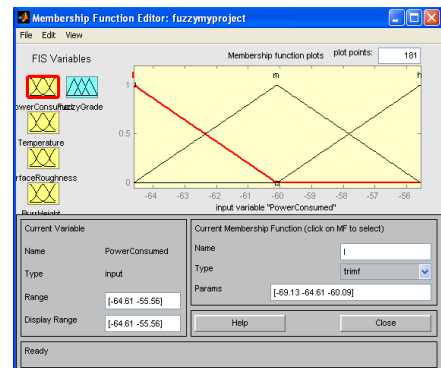 Membership Function Editor: fuzzymyproject
File Edit View
FIS Variables
Membership function plots plot points: 181
PowerConsumed FuzzyGrade
Temperature
SurfaceRoughness
BurrHeight
l m h
1
0.5
0
-64 -63 -62 -61 -60 -59 -58 -57 -56
input variable "PowerConsumed"
Current Variable
Name PowerConsumed
Type input
Range [-64.61 -55.56]
Display Range [-64.61 -55.56]
Current Membership Function (click on MF to select)
Name l
Type trimf
Params [-69.13 -64.61 -60.09]
Help Close
Ready